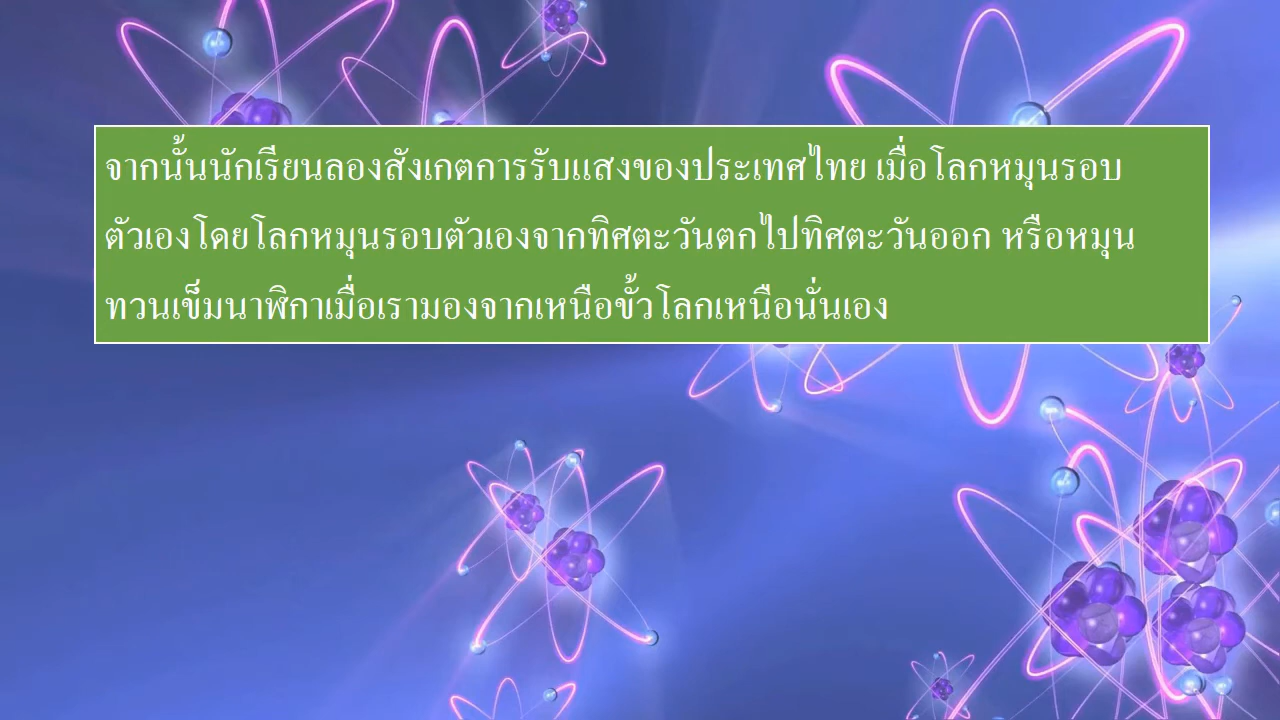 จากนั้นนักเรียนลองสังเกตการรับแสงของประเทศไทย เมื่อโลกหมุนรอบ
ตัวเองโดยโลกหมุนรอบตัวเองจากทิศตะวันตกไปทิศตะวันออก หรือหมุน
ทวนเข็มนาฬิกาเมื่อเรามองจากเหนือขั้วโลกเหนือนั่นเอง